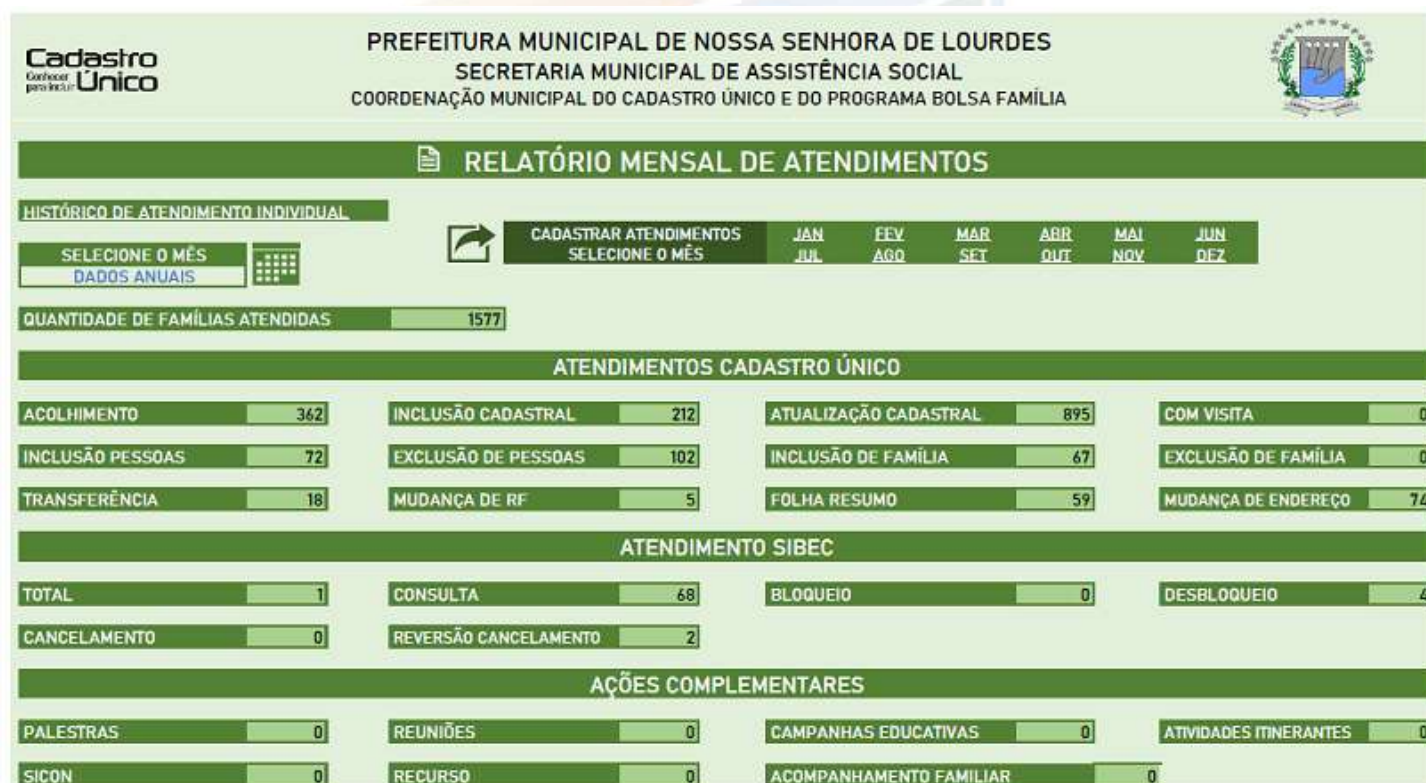 Cadastro
Conhecer
para incluir Único
PREFEITURA MUNICIPAL DE NOSSA SENHORA DE LOURDES
SECRETARIA MUNICIPAL DE ASSISTÊNCIA SOCIAL
COORDENAÇÃO MUNICIPAL DO CADASTRO ÚNICO E DO PROGRAMA BOLSA FAMÍLIA
RELATÓRIO MENSAL DE ATENDIMENTOS
HISTÓRICO DE ATENDIMENTO INDIVIDUAL
SELECIONE O MÊS
DADOS ANUAIS
CADASTRAR ATENDIMENTOS JAN FEV MAR ABR MAI JUN
SELECIONE O MÊS JUL AGO SET OUT NOV DEZ
QUANTIDADE DE FAMÍLIAS ATENDIDAS 1577
ATENDIMENTOS CADASTRO ÚNICO
ACOLHIMENTO 362 INCLUSÃO CADASTRAL 212 ATUALIZAÇÃO CADASTRAL 895 COM VISITA 0
INCLUSÃO PESSOAS 72 EXCLUSÃO DE PESSOAS 102 INCLUSÃO DE FAMÍLIA 67 EXCLUSÃO DE FAMÍLIA 0
TRANSFERÊNCIA 18 MUDANÇA DE RF 5 FOLHA RESUMO 59 MUDANÇA DE ENDEREÇO 74
ATENDIMENTO SIBEC
TOTAL 1 CONSULTA 68 BLOQUEIO 0 DESBLOQUEIO 4
CANCELAMENTO 0 REVERSÃO CANCELAMENTO 2
AÇÕES COMPLEMENTARES
PALESTRAS 0 REUNIÕES 0 CAMPANHAS EDUCATIVAS 0 ATIVIDADES ITINERANTES 0
SICON 0 RECURSO 0 ACOMPANHAMENTO FAMILIAR 0